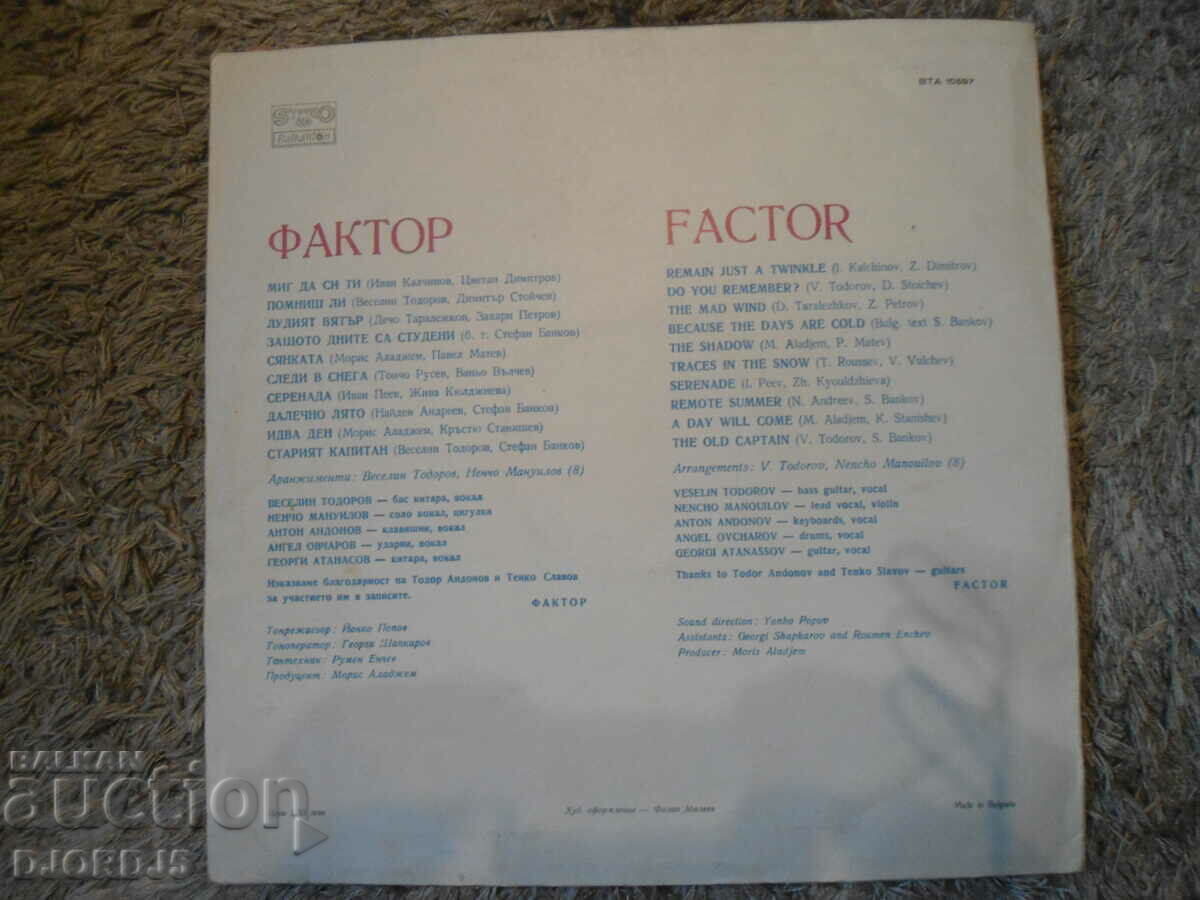 ВТА 10697
STEREO
Balkanton
ФАКТОР
МИГ ДА СИ ТИ (Иван Калчинов, Цветан Димитров)
ПОМНИШ ЛИ (Веселин Тодоров, Димитър Стойчев)
ЛУДИЯТ ВЯТЪР (Дечо Таралежков, Захари Петров)
ЗАЩОТО ДНИТЕ СА СТУДЕНИ (б. т. Стефан Банков)
СЯНКАТА (Морис Аладжем, Павел Матев)
СЛЕДИ В СНЕГА (Тончо Русев, Ваньо Вълчев)
СЕРЕНАДА (Иван Пеев, Жива Кюлджиева)
ДАЛЕЧНО ЛЯТО (Найден Андреев, Стефан Банков)
ИДВА ДЕН (Морис Аладжем, Кръстю Станишев)
СТАРИЯТ КАПИТАН (Веселин Тодоров, Стефан Банков)
Аранжименти: Веселин Тодоров, Ненчо Мануилов (8)
ВЕСЕЛИН ТОДОРОВ — бас китара, вокал
НЕНЧО МАНУИЛОВ — соло вокал, цигулка
АНТОН АНДОНОВ — клавишни, вокал
АНГЕЛ ОВЧАРОВ — ударни, вокал
ГЕОРГИ АТАНАСОВ — китара, вокал
Изказваме благодарност на Тодор Андонов и Тенко Славов
за участието им в записите.
ФАКТОР
Тонрежисьор: Йонко Попов
Тоноператор: Георги Шапкаров
Тонтехник: Румен Енчев
Продуцент: Морис Аладжем
FACTOR
REMAIN JUST A TWINKLE (I. Kalchinov, Z. Dimitrov)
DO YOU REMEMBER? (V. Todorov, D. Stoichev)
THE MAD WIND (D. Taralezhkov, Z. Petrov)
BECAUSE THE DAYS ARE COLD (Bulg. text S. Bankov)
THE SHADOW (M. Aladjem, P. Matev)
TRACES IN THE SNOW (T. Roussev, V. Vulchev)
SERENADE (I. Peev, Zh. Kyouldzhieva)
REMOTE SUMMER (N. Andreev, S. Bankov)
A DAY WILL COME (M. Aladjem, K. Stanishev)
THE OLD CAPTAIN (V. Todorov, S. Bankov)
Arrangements: V. Todorov, Nencho Manouilov (8)
VESELIN TODOROV — bass guitar, vocal
NENCHO MANOUILOV — lead vocal, violin
ANTON ANDONOV — keyboards, vocal
ANGEL OVCHAROV — drums, vocal
GEORGI ATANASSOV — guitar, vocal
Thanks to Todor Andonov and Tenko Slavov — guitars
FACTOR
Sound direction: Yonko Popov
Assistants: Georgi Shapkarov and Roumen Enchev
Producer: Moris Aladjem
Худ. оформление — Филип Малеев
Made in Bulgaria
BALKAN
auction
DJORDJ5